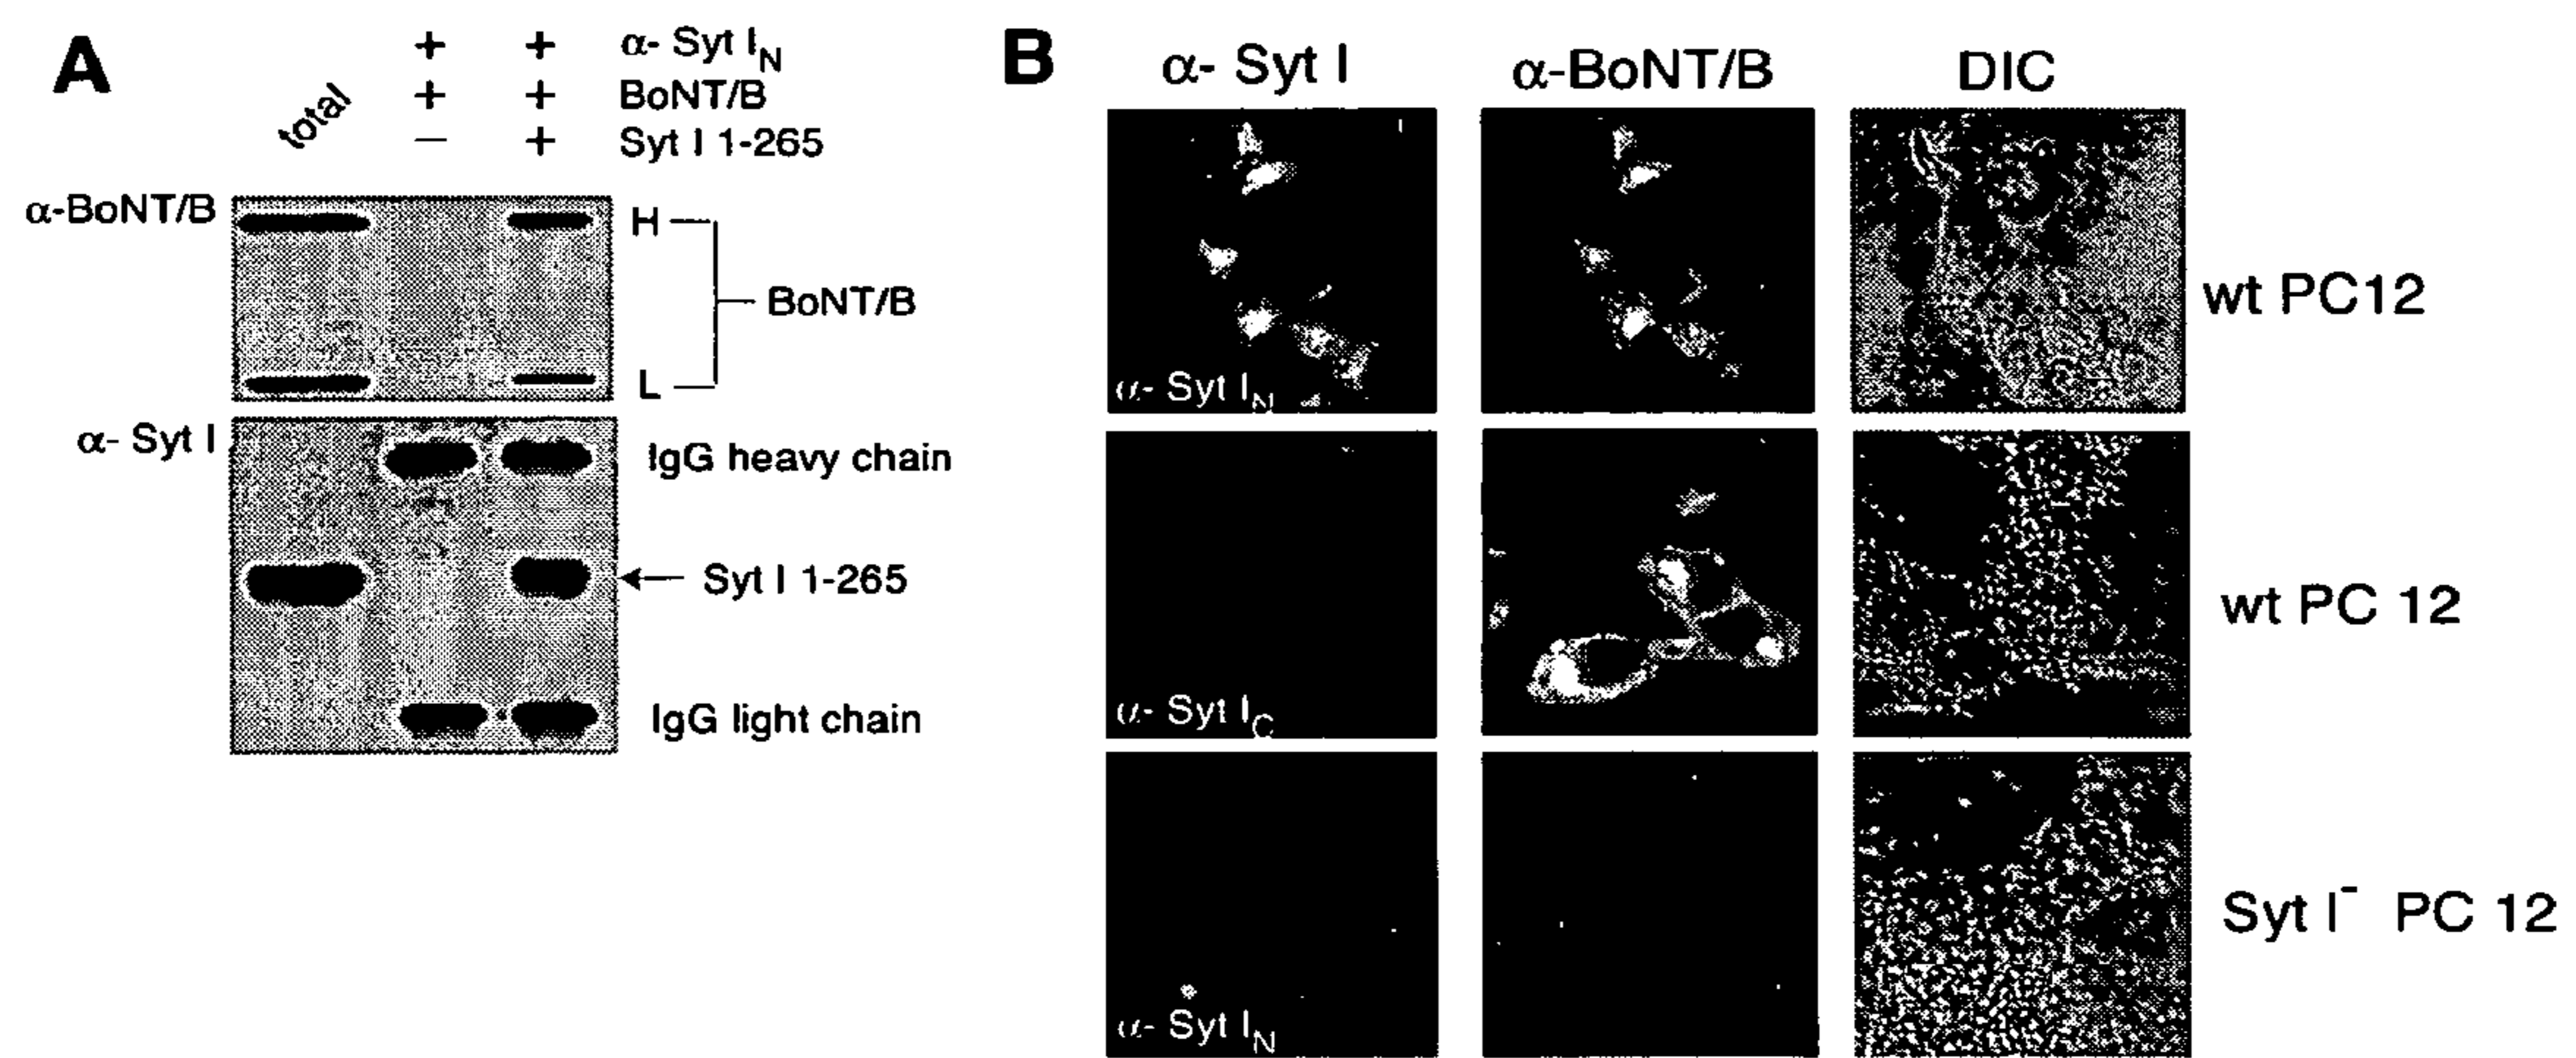 A
total
+ + α- Syt I_N
+ + BoNT/B
− + Syt I 1-265
α-BoNT/B
H
BoNT/B
L
α- Syt I
IgG heavy chain
Syt I 1-265
IgG light chain
B
α- Syt I α-BoNT/B DIC
α- Syt I_N
wt PC12
α- Syt I_C
wt PC 12
α- Syt I_N
Syt I⁻ PC 12